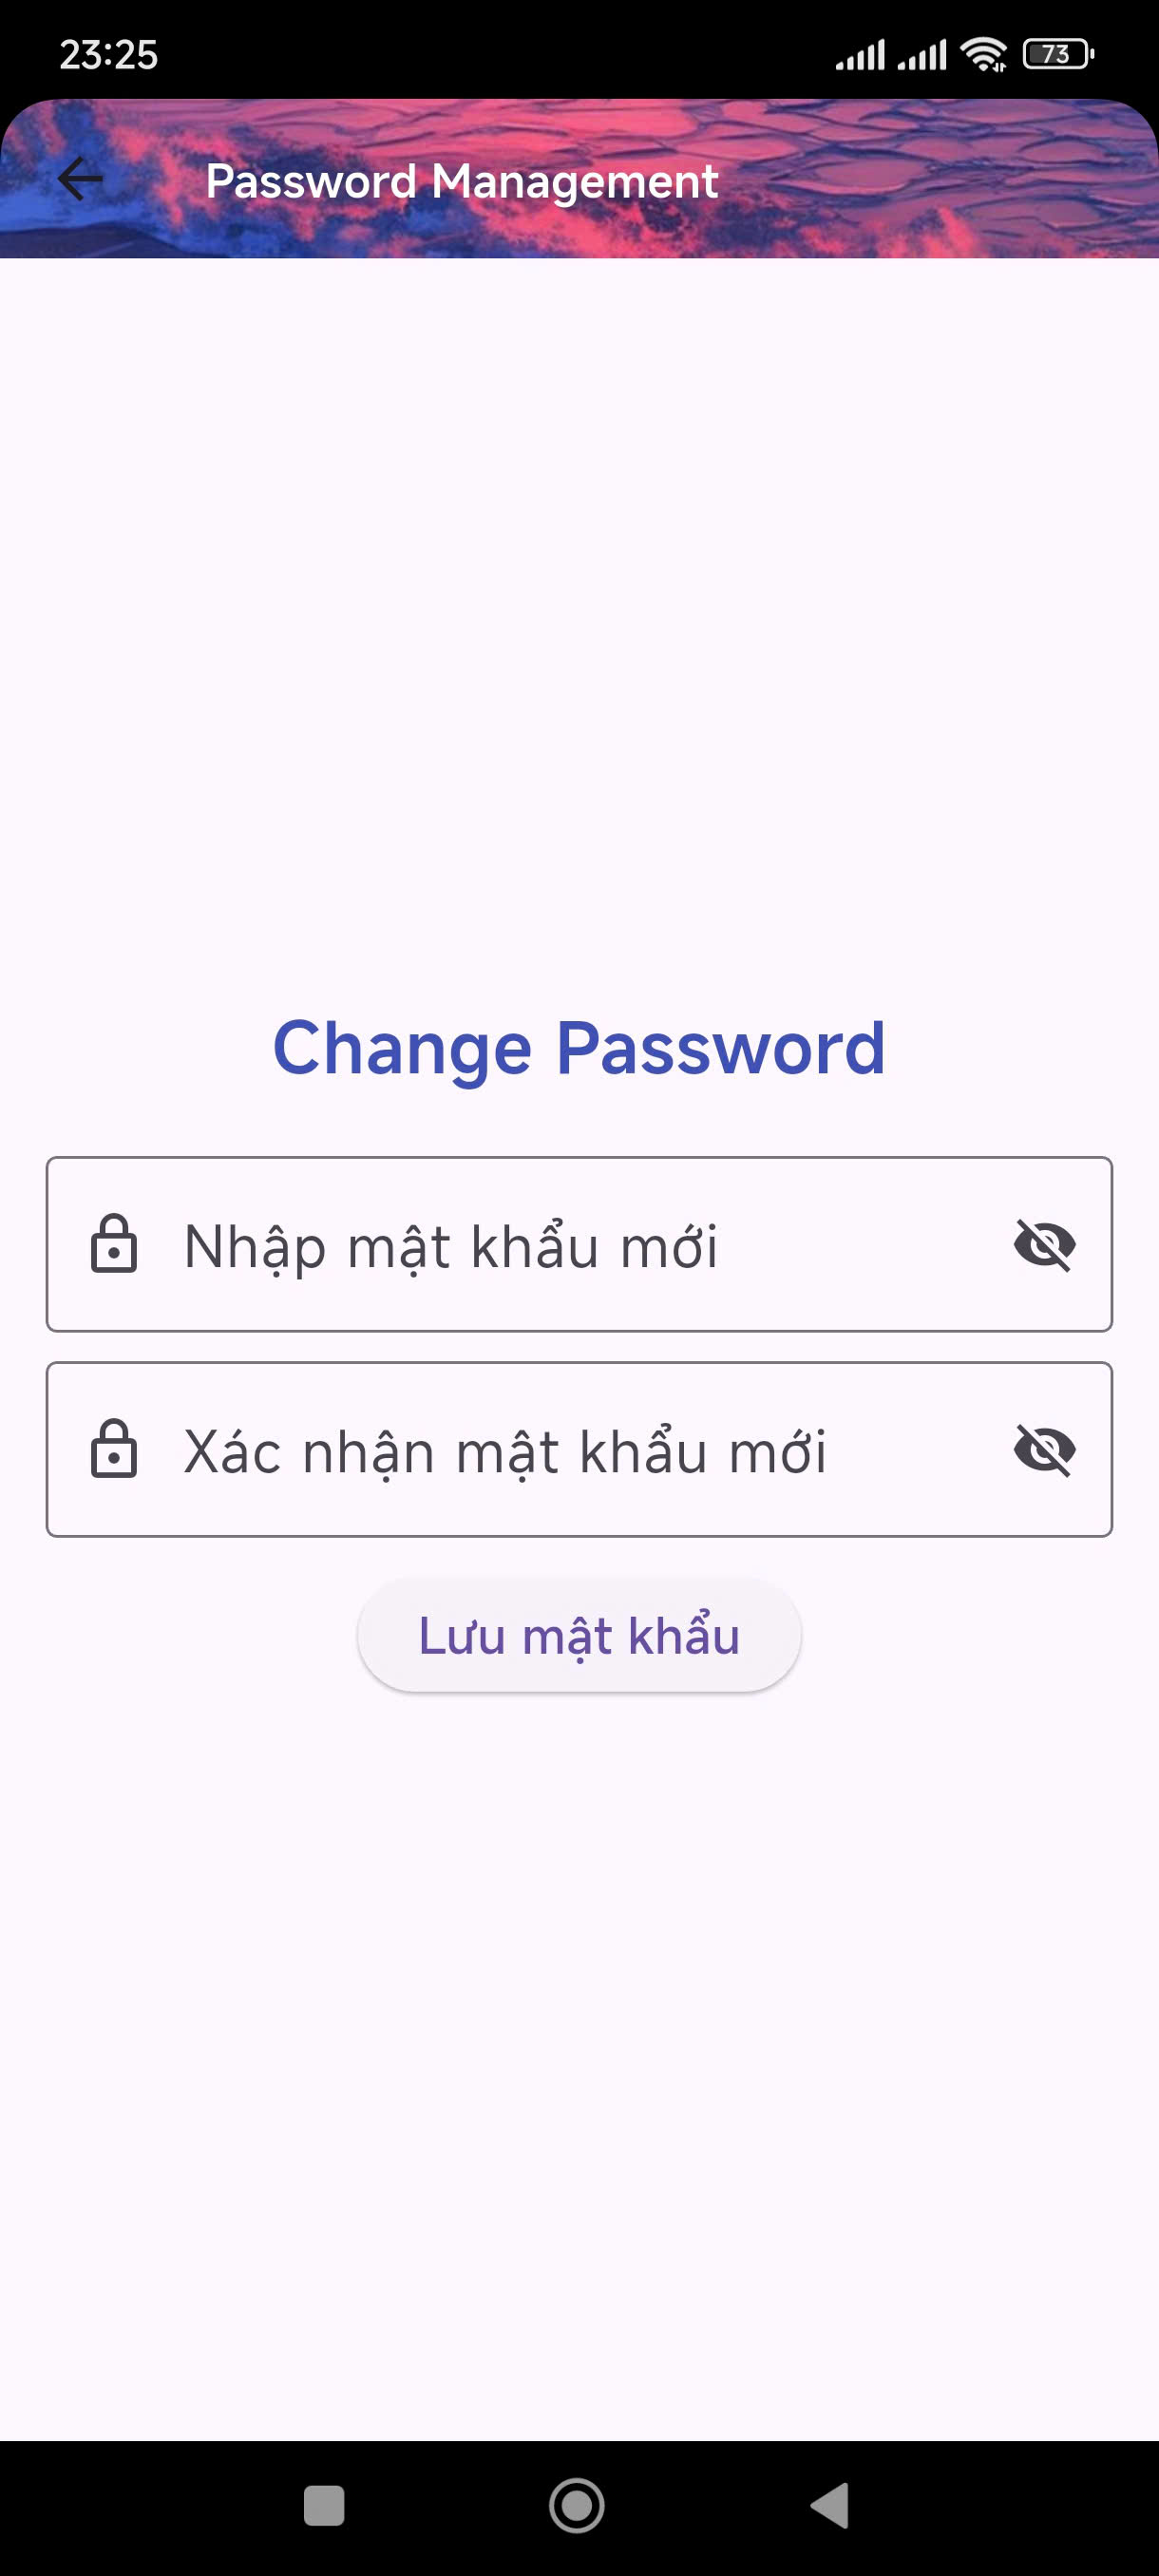 23:25
73
Password Management
Change Password
Nhập mật khẩu mới
Xác nhận mật khẩu mới
Lưu mật khẩu